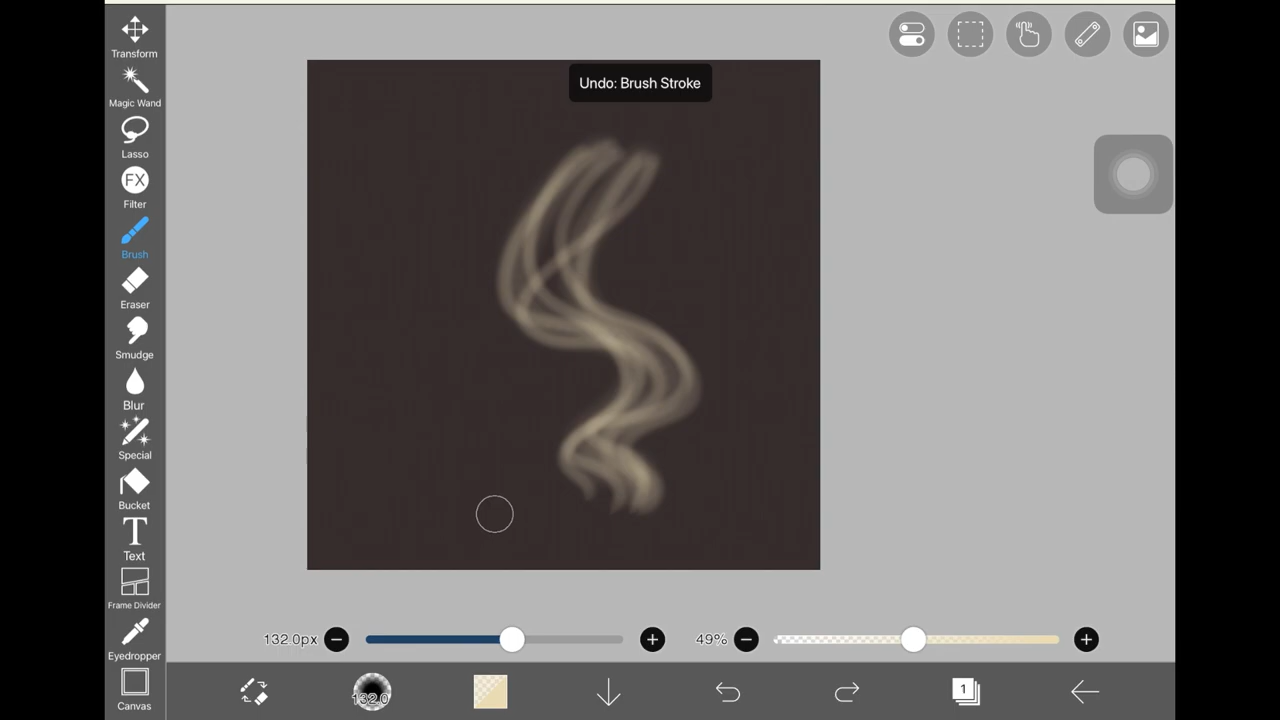 Transform
Magic Wand
Lasso
FX
Filter
Brush
Eraser
Smudge
Blur
Special
Bucket
T
Text
Frame Divider
Eyedropper
Canvas
Undo: Brush Stroke
132.0px
49%
132.0
1